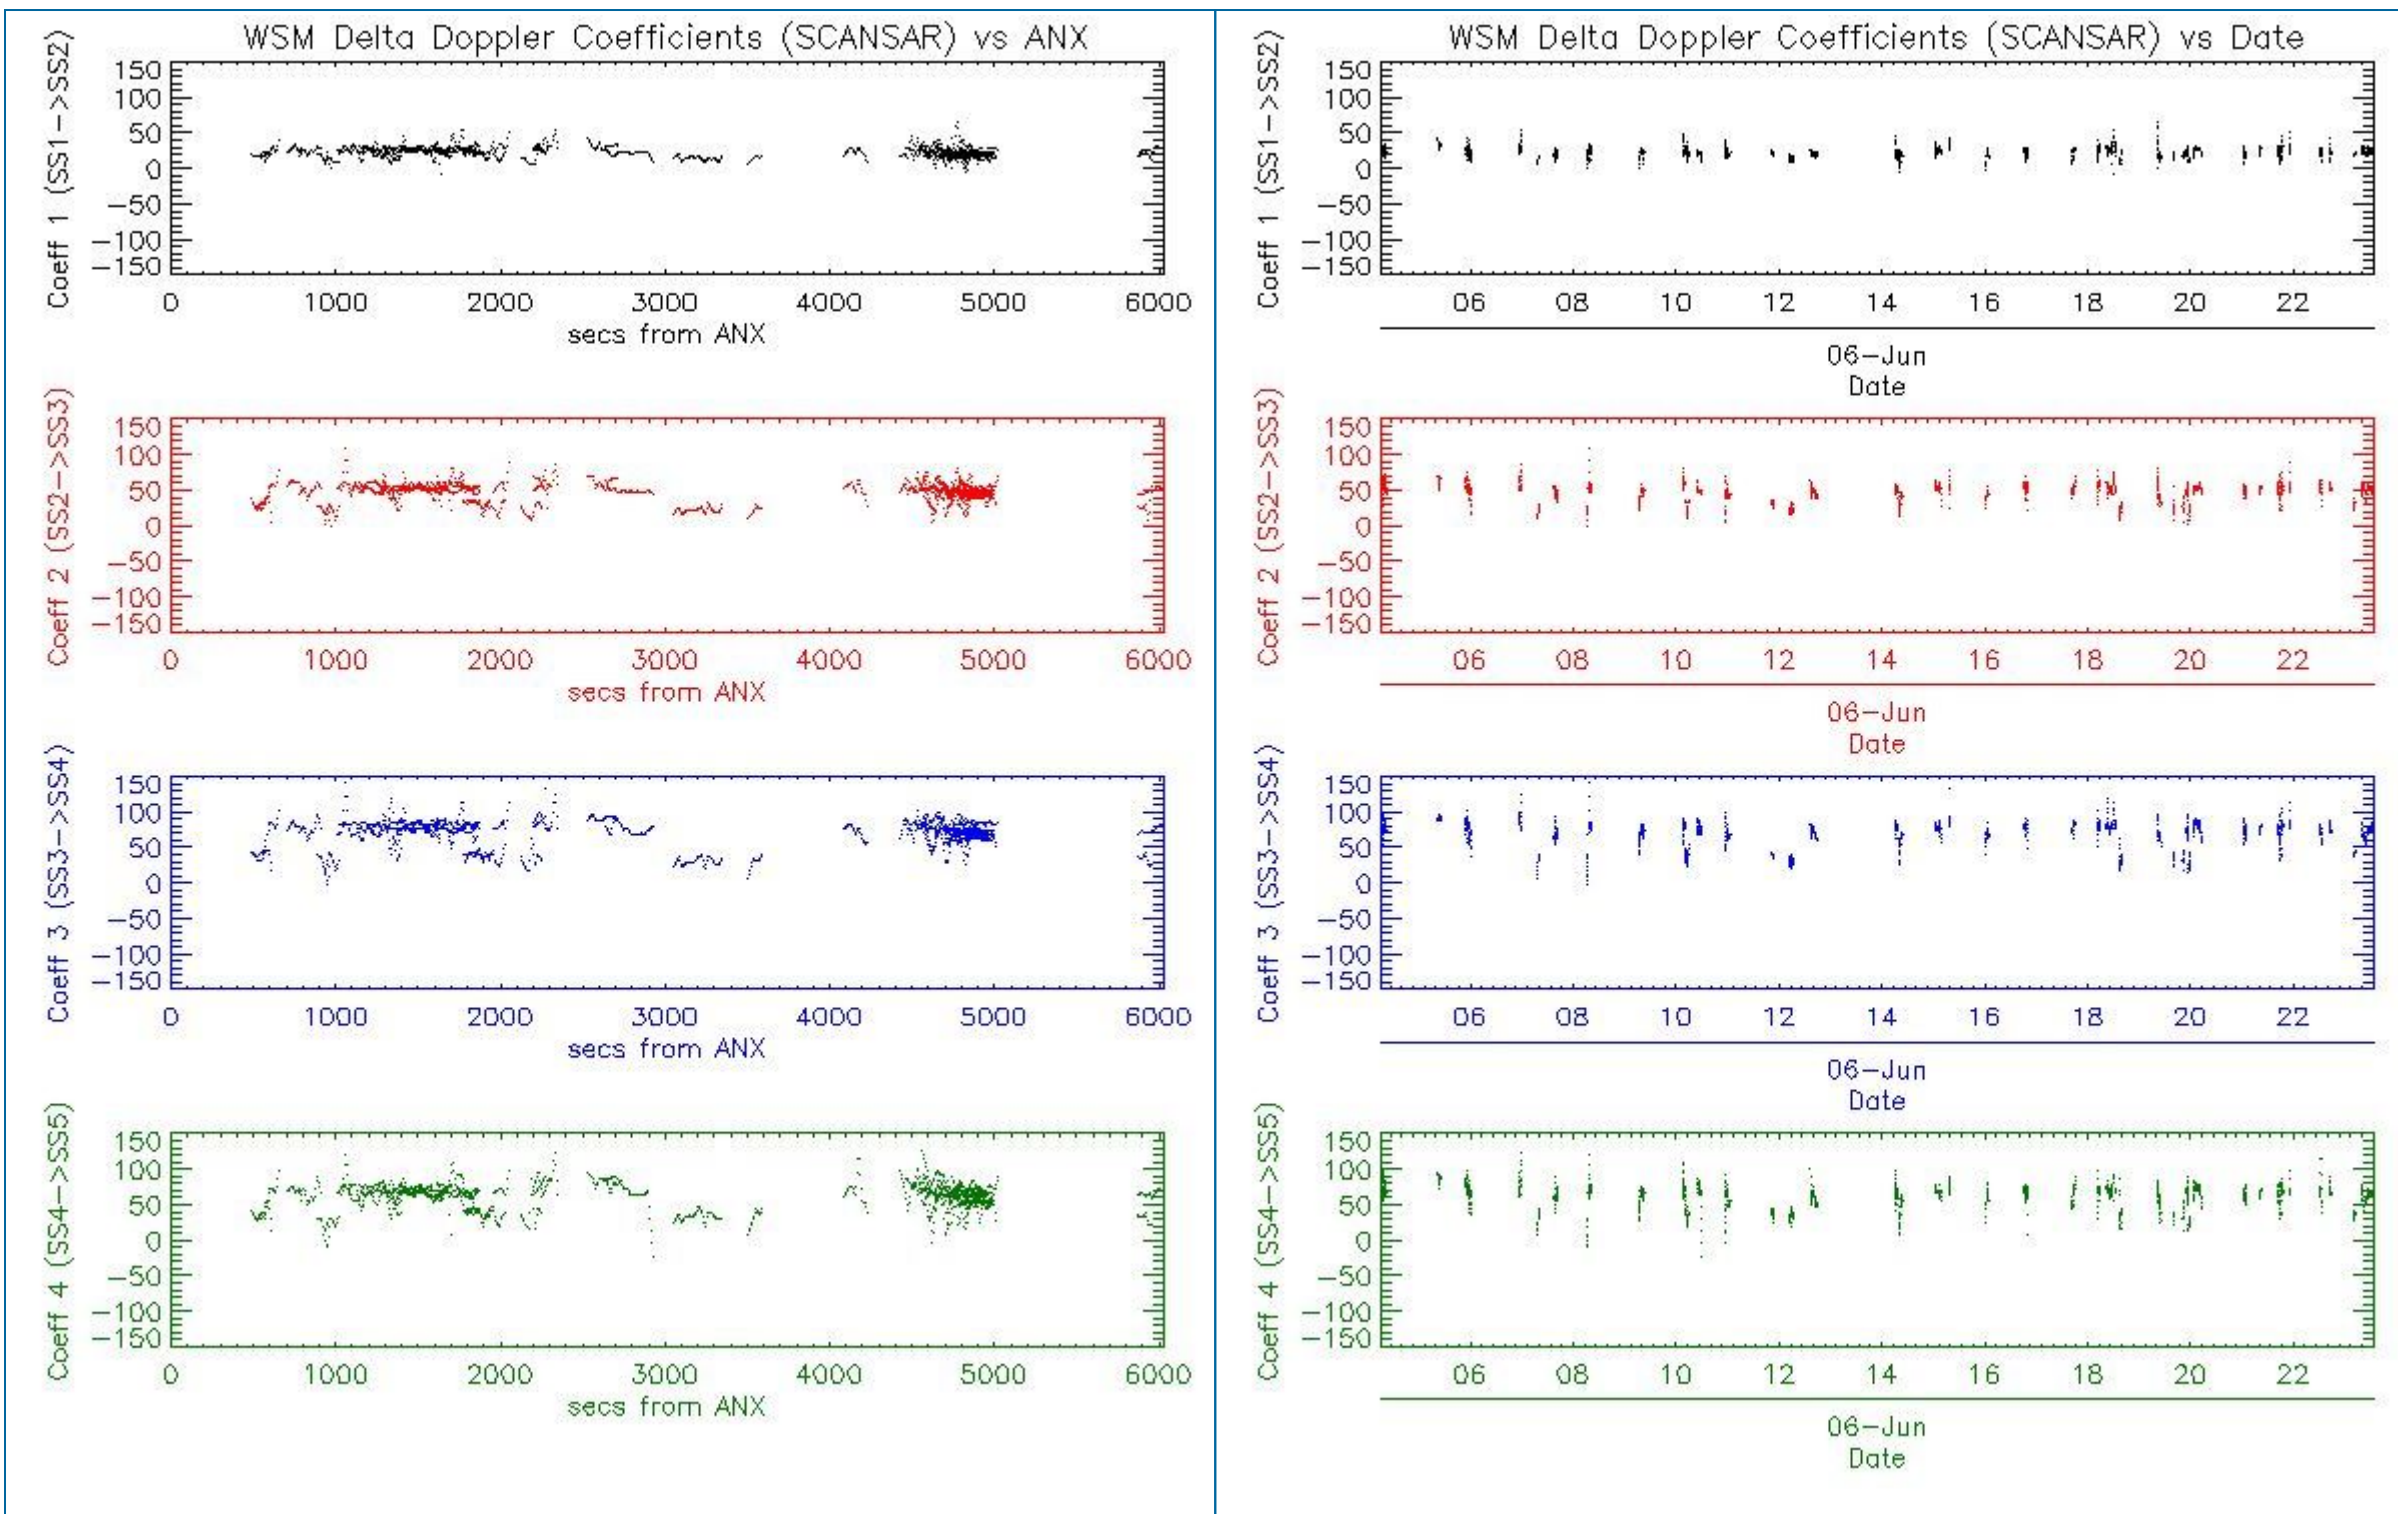 WSM Delta Doppler Coefficients (SCANSAR) vs ANX
Coeff 1 (SS1->SS2)
150
100
50
0
-50
-100
-150
0 1000 2000 3000 4000 5000 6000
secs from ANX
Coeff 2 (SS2->SS3)
150
100
50
0
-50
-100
-150
0 1000 2000 3000 4000 5000 6000
secs from ANX
Coeff 3 (SS3->SS4)
150
100
50
0
-50
-100
-150
0 1000 2000 3000 4000 5000 6000
secs from ANX
Coeff 4 (SS4->SS5)
150
100
50
0
-50
-100
-150
0 1000 2000 3000 4000 5000 6000
secs from ANX
WSM Delta Doppler Coefficients (SCANSAR) vs Date
Coeff 1 (SS1->SS2)
150
100
50
0
-50
-100
-150
06 08 10 12 14 16 18 20 22
06-Jun
Date
Coeff 2 (SS2->SS3)
150
100
50
0
-50
-100
-150
06 08 10 12 14 16 18 20 22
06-Jun
Date
Coeff 3 (SS3->SS4)
150
100
50
0
-50
-100
-150
06 08 10 12 14 16 18 20 22
06-Jun
Date
Coeff 4 (SS4->SS5)
150
100
50
0
-50
-100
-150
06 08 10 12 14 16 18 20 22
06-Jun
Date